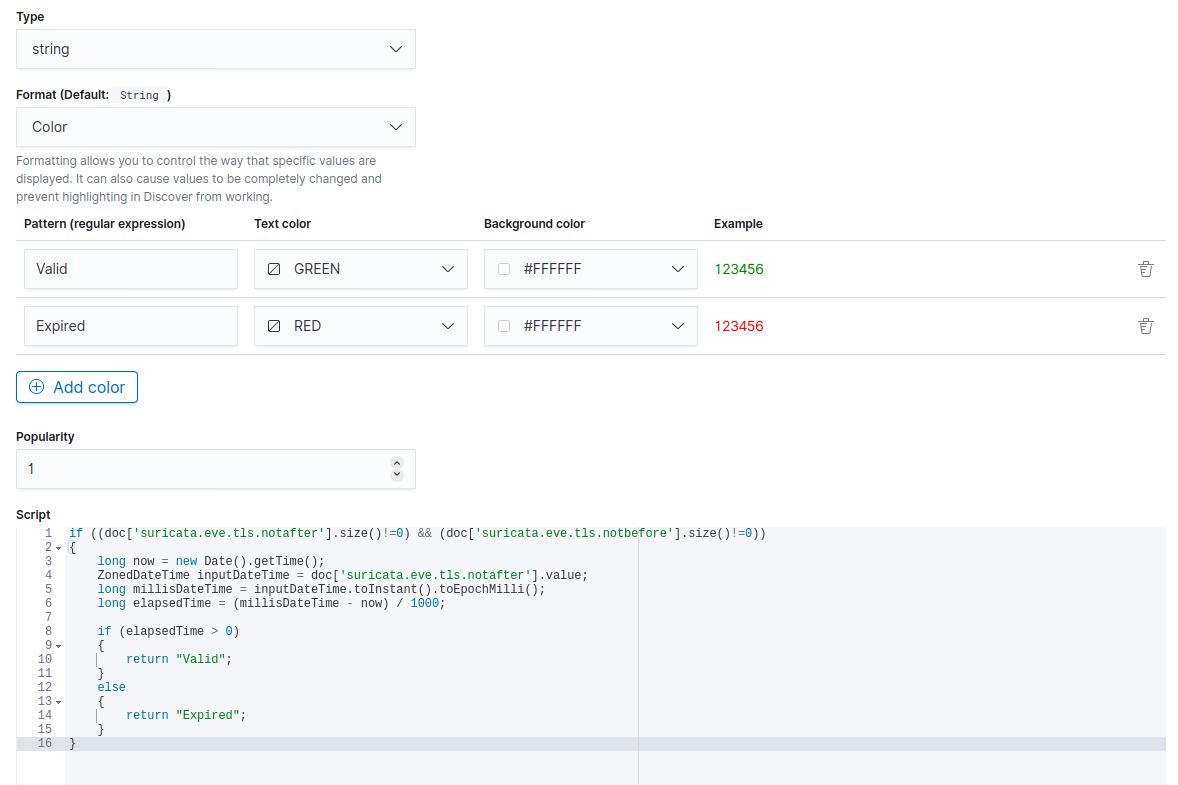 Type
string
Format (Default: String )
Color
Formatting allows you to control the way that specific values are
displayed. It can also cause values to be completely changed and
prevent highlighting in Discover from working.
Pattern (regular expression) Text color Background color Example
Valid GREEN #FFFFFF 123456
Expired RED #FFFFFF 123456
Add color
Popularity
1
Script
1 if ((doc['suricata.eve.tls.notafter'].size()!=0) && (doc['suricata.eve.tls.notbefore'].size()!=0))
2 {
3     long now = new Date().getTime();
4     ZonedDateTime inputDateTime = doc['suricata.eve.tls.notafter'].value;
5     long millisDateTime = inputDateTime.toInstant().toEpochMilli();
6     long elapsedTime = (millisDateTime - now) / 1000;
7
8     if (elapsedTime > 0)
9     {
10         return "Valid";
11     }
12     else
13     {
14         return "Expired";
15     }
16 }